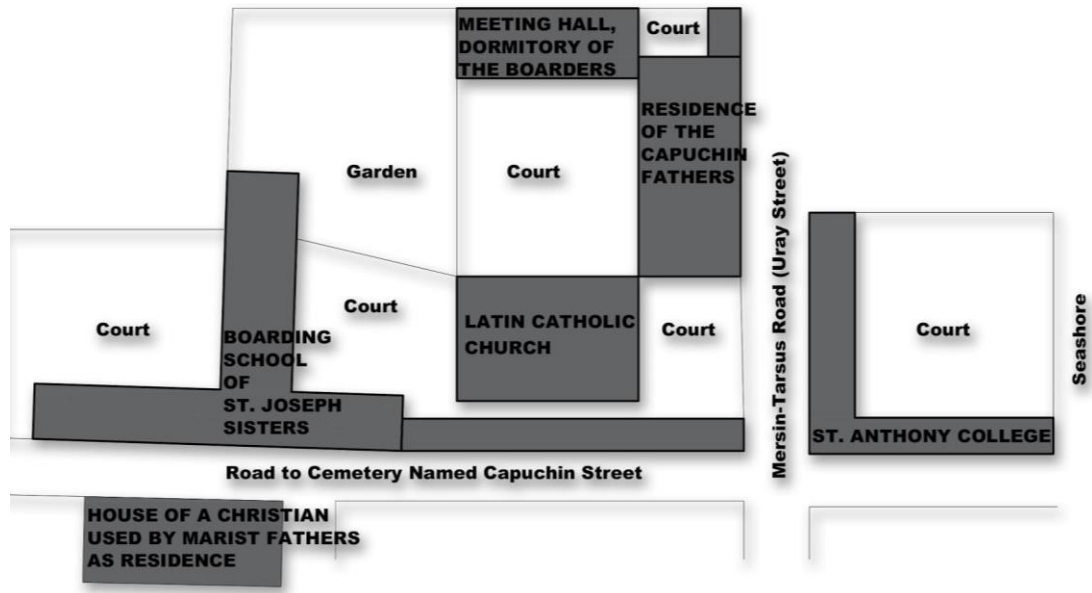 MEETING HALL,
DORMITORY OF
THE BOARDERS
Court
RESIDENCE
OF THE
CAPUCHIN
FATHERS
Garden
Court
Mersin-Tarsus Road (Uray Street)
Court
Court
BOARDING
SCHOOL
OF
ST. JOSEPH
SISTERS
LATIN CATHOLIC
CHURCH
Court
Court
Seashore
ST. ANTHONY COLLEGE
Road to Cemetery Named Capuchin Street
HOUSE OF A CHRISTIAN
USED BY MARIST FATHERS
AS RESIDENCE